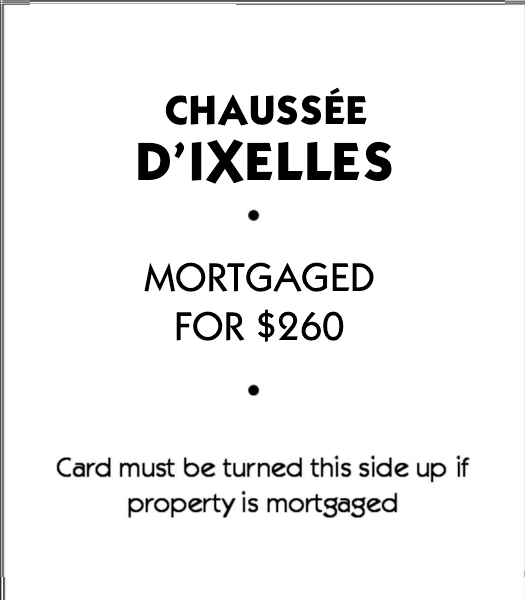 CHAUSSÉE
D’IXELLES
•
MORTGAGED
FOR $260
•
Card must be turned this side up if
property is mortgaged